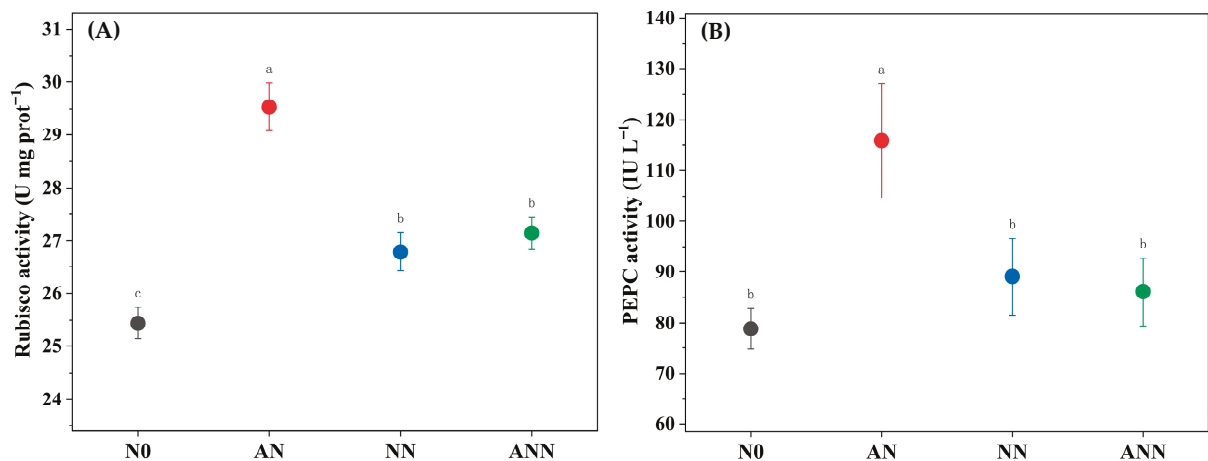 (A)
Rubisco activity (U mg prot⁻¹)
31
30
29
28
27
26
25
24
a
b
b
c
N0 AN NN ANN
(B)
PEPC activity (IU L⁻¹)
140
130
120
110
100
90
80
70
60
a
b
b
b
N0 AN NN ANN